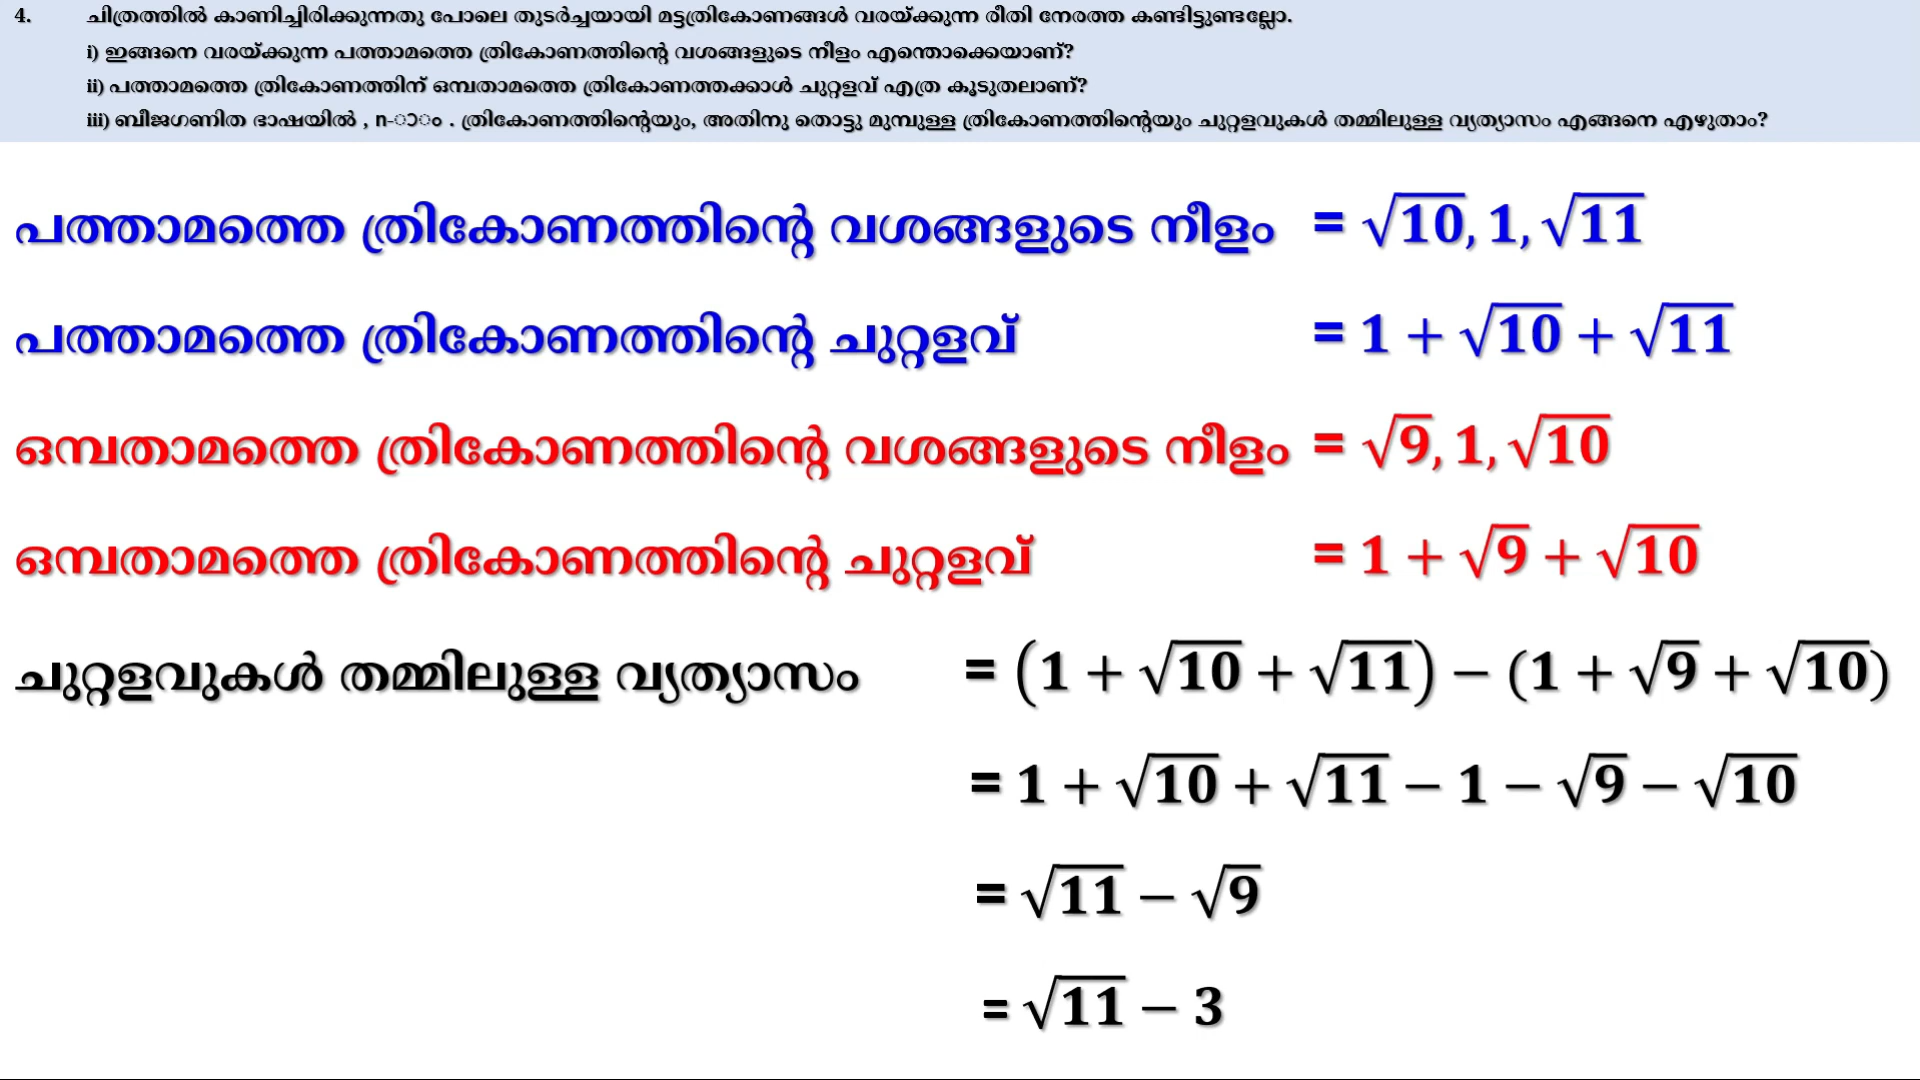 4. ചിത്രത്തിൽ കാണിച്ചിരിക്കുന്നതു പോലെ തുടർച്ചയായി മട്ടത്രികോണങ്ങൾ വരയ്ക്കുന്ന രീതി നേരത്തെ കണ്ടിട്ടുണ്ടല്ലോ.
i) ഇങ്ങനെ വരയ്ക്കുന്ന പത്താമത്തെ ത്രികോണത്തിന്റെ വശങ്ങളുടെ നീളം എന്തൊക്കെയാണ്?
ii) പത്താമത്തെ ത്രികോണത്തിന് ഒമ്പതാമത്തെ ത്രികോണത്തക്കാൾ ചുറ്റളവ് എത്ര കൂടുതലാണ്?
iii) ബീജഗണിത ഭാഷയിൽ , n-ാം . ത്രികോണത്തിന്റെയും, അതിനു തൊട്ടു മുമ്പുള്ള ത്രികോണത്തിന്റെയും ചുറ്റളവുകൾ തമ്മിലുള്ള വ്യത്യാസം എങ്ങനെ എഴുതാം?
പത്താമത്തെ ത്രികോണത്തിന്റെ വശങ്ങളുടെ നീളം = √10, 1, √11
പത്താമത്തെ ത്രികോണത്തിന്റെ ചുറ്റളവ് = 1 + √10 + √11
ഒമ്പതാമത്തെ ത്രികോണത്തിന്റെ വശങ്ങളുടെ നീളം = √9, 1, √10
ഒമ്പതാമത്തെ ത്രികോണത്തിന്റെ ചുറ്റളവ് = 1 + √9 + √10
ചുറ്റളവുകൾ തമ്മിലുള്ള വ്യത്യാസം = (1 + √10 + √11) − (1 + √9 + √10)
= 1 + √10 + √11 − 1 − √9 − √10
= √11 − √9
= √11 − 3